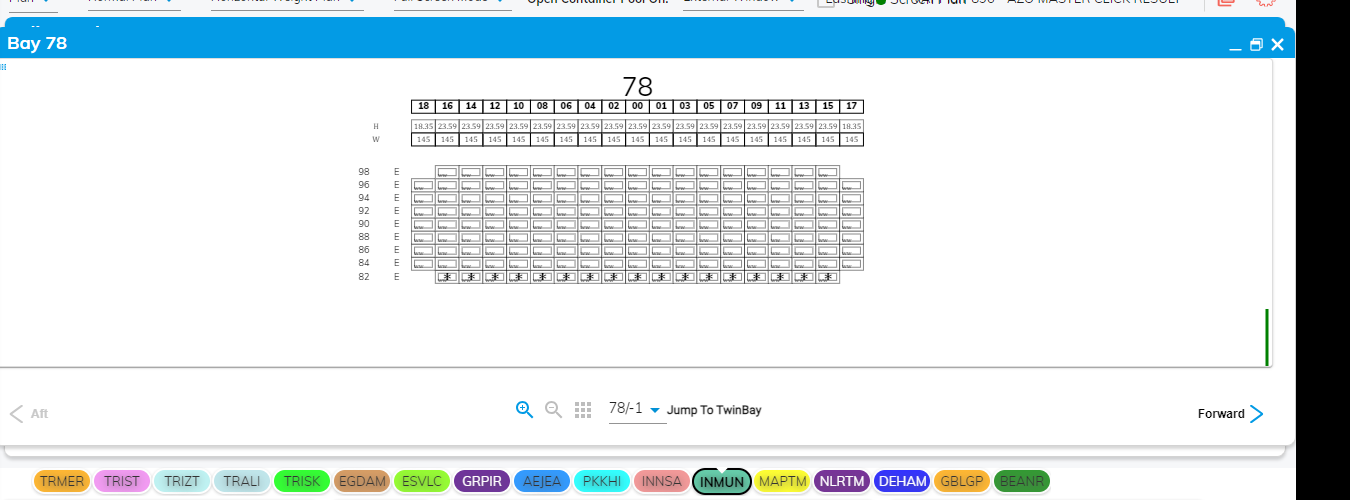 Bay 78
78
18 16 14 12 10 08 06 04 02 00 01 03 05 07 09 11 13 15 17
H 18.35 23.59 23.59 23.59 23.59 23.59 23.59 23.59 23.59 23.59 23.59 23.59 23.59 23.59 23.59 23.59 23.59 23.59 18.35
W 145 145 145 145 145 145 145 145 145 145 145 145 145 145 145 145 145 145 145
98 E
96 E
94 E
92 E
90 E
88 E
86 E
84 E
82 E * * * * * * * * * * * * * * * * *
Aft
78/-1 Jump To TwinBay
Forward
TRMER TRIST TRIZT TRALI TRISK EGDAM ESVLC GRPIR AEJEA PKKHI INNSA INMUN MAPTM NLRTM DEHAM GBLGP BEANR